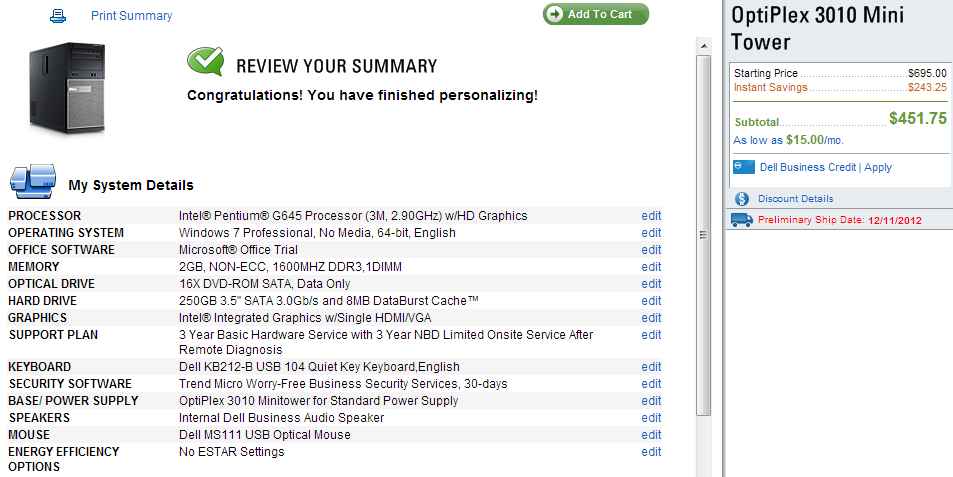 Print Summary
Add To Cart
REVIEW YOUR SUMMARY
Congratulations! You have finished personalizing!
My System Details
PROCESSOR Intel® Pentium® G645 Processor (3M, 2.90GHz) w/HD Graphics edit
OPERATING SYSTEM Windows 7 Professional, No Media, 64-bit, English edit
OFFICE SOFTWARE Microsoft® Office Trial edit
MEMORY 2GB, NON-ECC, 1600MHZ DDR3,1DIMM edit
OPTICAL DRIVE 16X DVD-ROM SATA, Data Only edit
HARD DRIVE 250GB 3.5" SATA 3.0Gb/s and 8MB DataBurst Cache™ edit
GRAPHICS Intel® Integrated Graphics w/Single HDMI/VGA edit
SUPPORT PLAN 3 Year Basic Hardware Service with 3 Year NBD Limited Onsite Service After edit
Remote Diagnosis
KEYBOARD Dell KB212-B USB 104 Quiet Key Keyboard,English edit
SECURITY SOFTWARE Trend Micro Worry-Free Business Security Services, 30-days edit
BASE/ POWER SUPPLY OptiPlex 3010 Minitower for Standard Power Supply edit
SPEAKERS Internal Dell Business Audio Speaker edit
MOUSE Dell MS111 USB Optical Mouse edit
ENERGY EFFICIENCY No ESTAR Settings edit
OPTIONS
OptiPlex 3010 Mini
Tower
Starting Price $695.00
Instant Savings $243.25
Subtotal $451.75
As low as $15.00/mo.
Dell Business Credit | Apply
Discount Details
Preliminary Ship Date: 12/11/2012